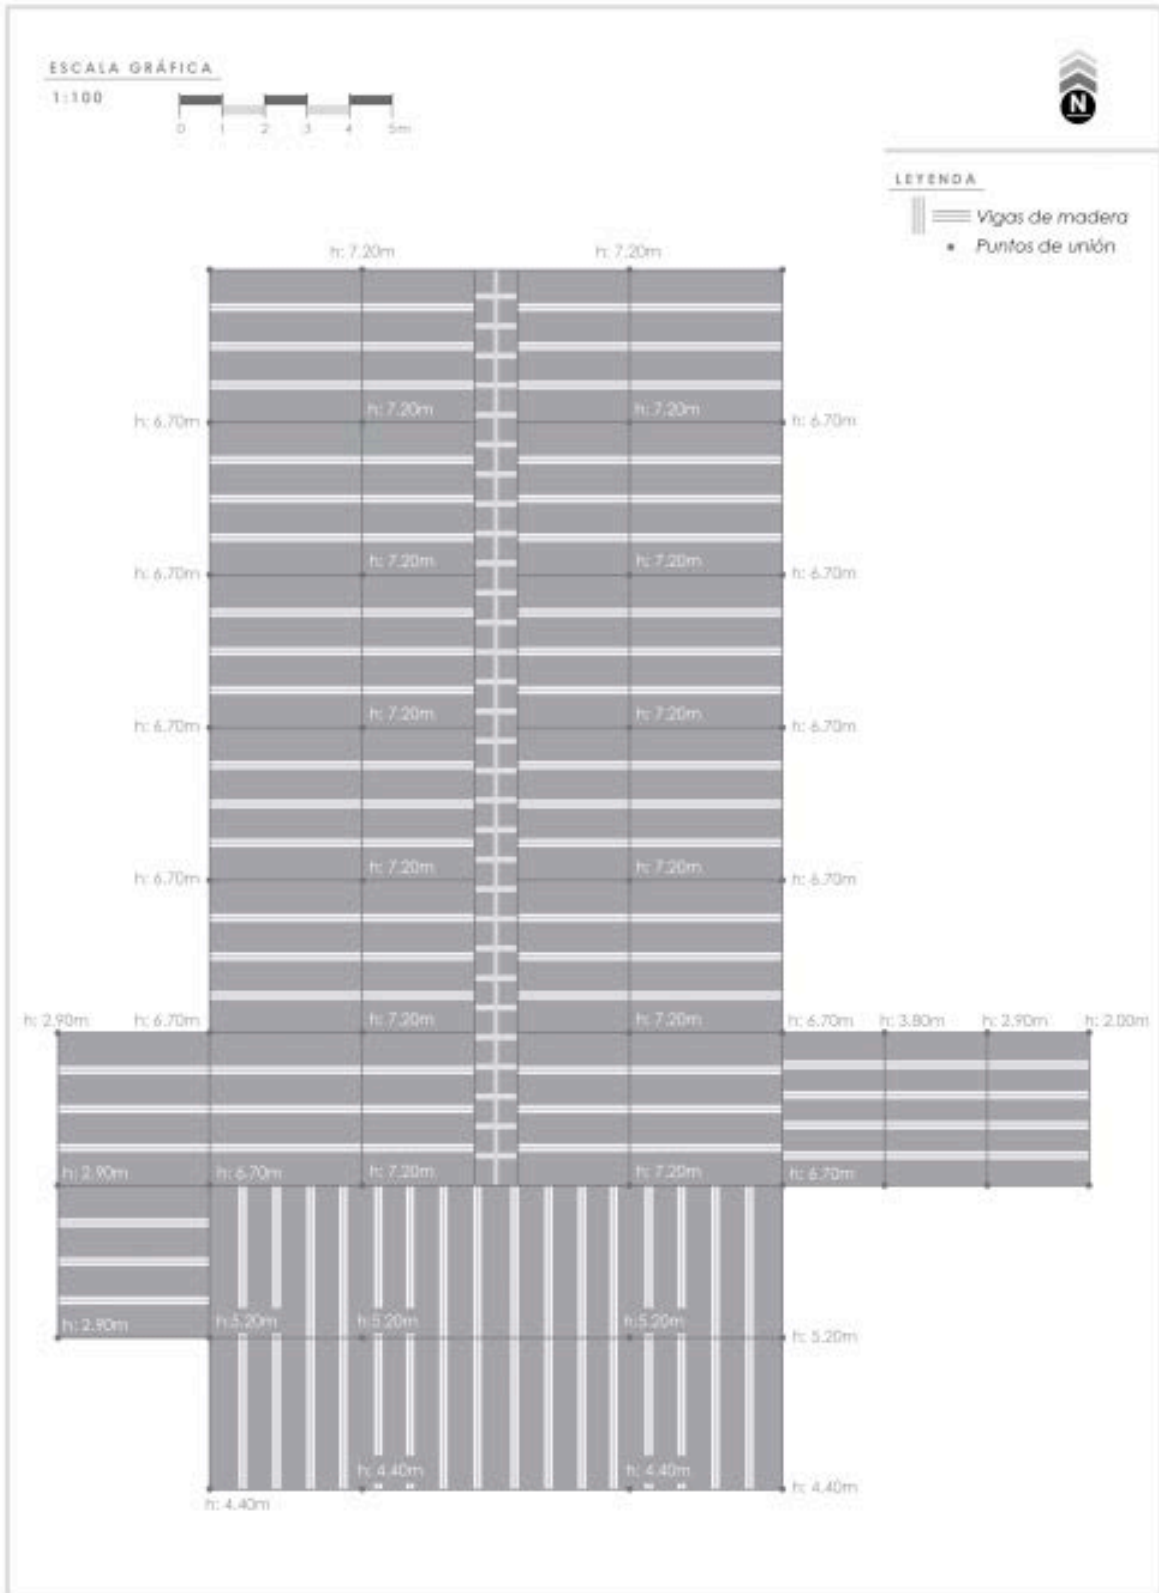 ESCALA GRÁFICA
1:100
0 1 2 3 4 5m
N
LEYENDA
Vigas de madera
Puntos de unión
h: 7.20m h: 7.20m
h: 6.70m h: 7.20m h: 7.20m h: 6.70m
h: 6.70m h: 7.20m h: 7.20m h: 6.70m
h: 6.70m h: 7.20m h: 7.20m h: 6.70m
h: 6.70m h: 7.20m h: 7.20m h: 6.70m
h: 2.90m h: 6.70m h: 7.20m h: 7.20m h: 6.70m h: 3.80m h: 2.90m h: 2.00m
h: 2.90m h: 6.70m h: 7.20m h: 7.20m h: 6.70m
h: 2.90m h:5.20m h:5.20m h:5.20m h: 5.20m
h: 4.40m h: 4.40m h: 4.40m
h: 4.40m